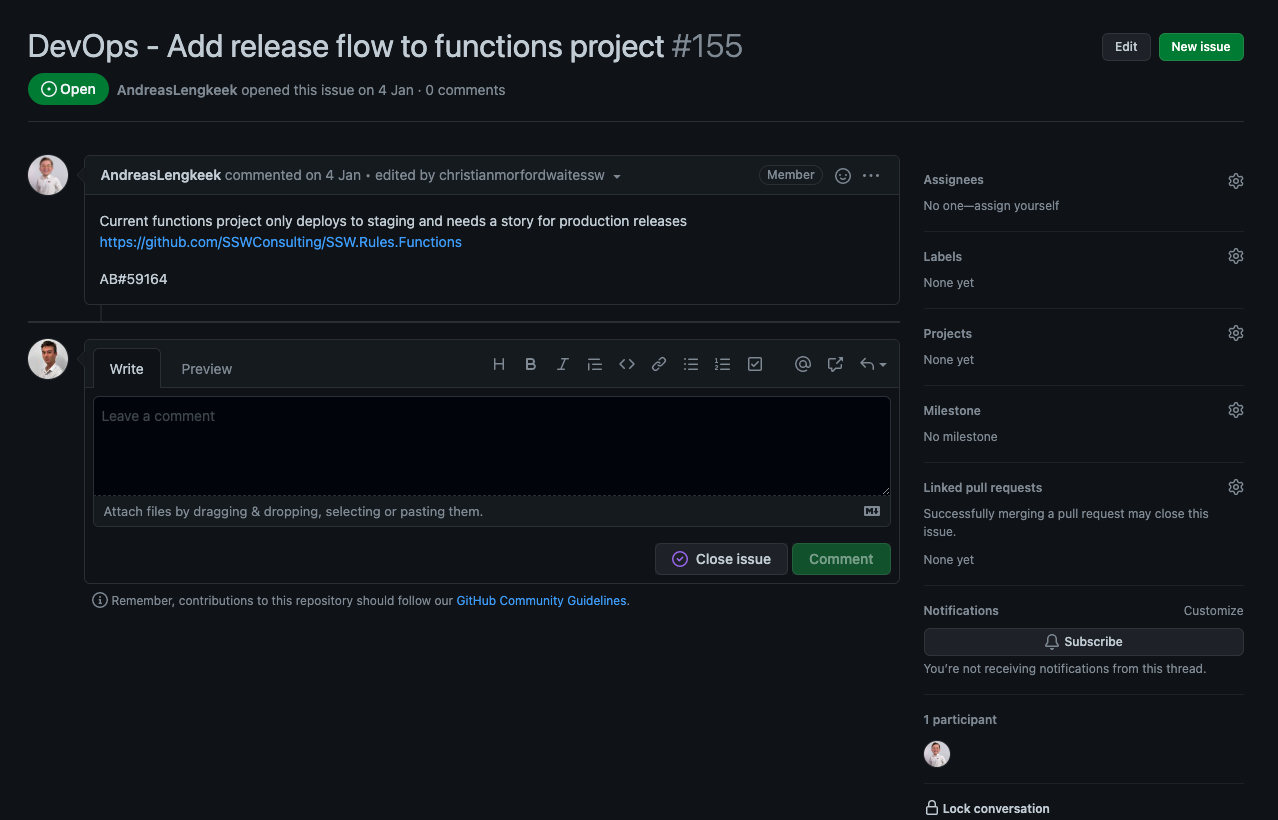 DevOps - Add release flow to functions project #155
Edit
New issue
Open
AndreasLengkeek opened this issue on 4 Jan · 0 comments
AndreasLengkeek commented on 4 Jan • edited by christianmorfordwaitessw
Member
Current functions project only deploys to staging and needs a story for production releases
https://github.com/SSWConsulting/SSW.Rules.Functions
AB#59164
Write
Preview
Leave a comment
Attach files by dragging & dropping, selecting or pasting them.
Close issue
Comment
Remember, contributions to this repository should follow our GitHub Community Guidelines.
Assignees
No one—assign yourself
Labels
None yet
Projects
None yet
Milestone
No milestone
Linked pull requests
Successfully merging a pull request may close this
issue.
None yet
Notifications
Customize
Subscribe
You're not receiving notifications from this thread.
1 participant
Lock conversation